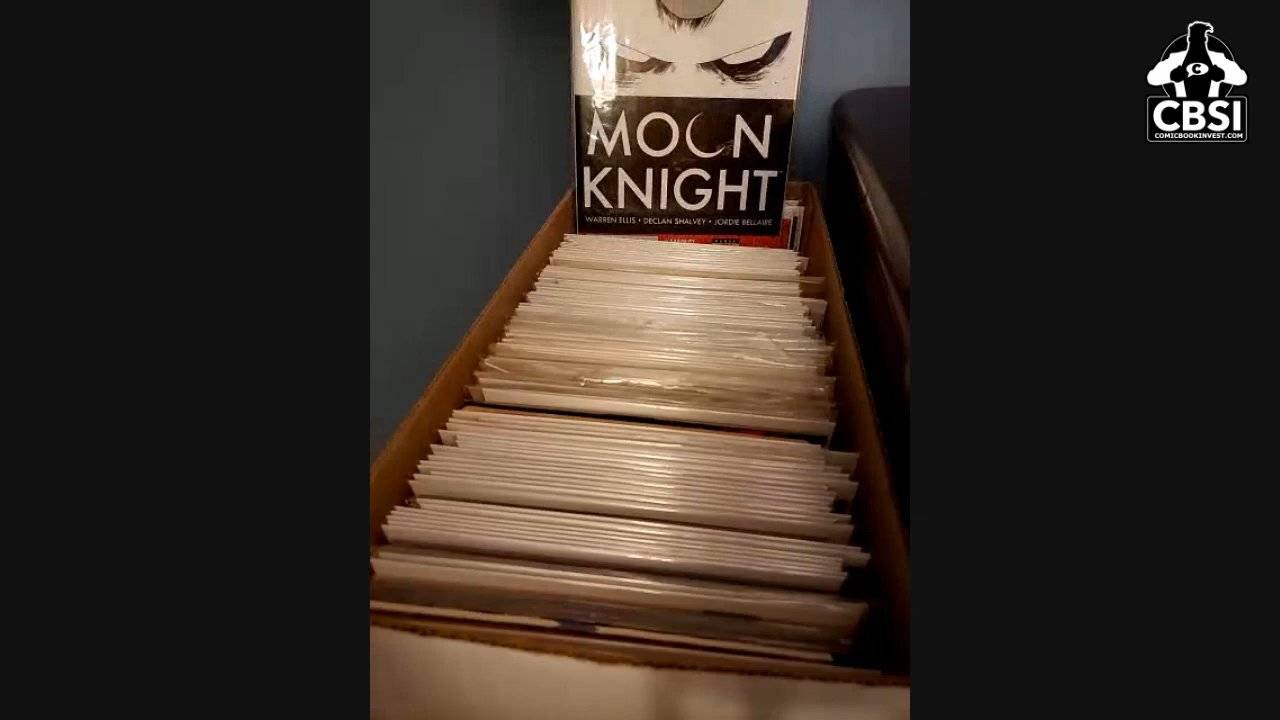 MOON
KNIGHT
WARREN ELLIS • DECLAN SHALVEY • JORDIE BELLAIRE
CBSI
COMICBOOKINVEST.COM